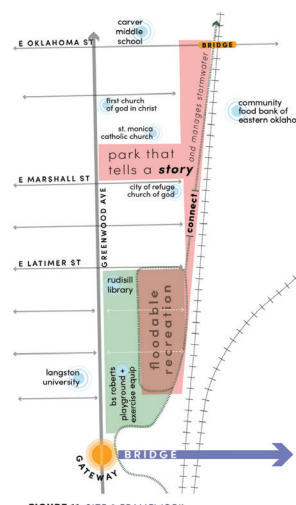 carver
middle
school
E OKLAHOMA ST
BRIDGE
first church
of god in christ
community
food bank of
eastern oklaho
st. monica
catholic church
park that
tells a story
and manages stormwater
E MARSHALL ST
city of refuge
church of god
connect
GREENWOOD AVE
E LATIMER ST
rudisill
library
floodable
recreation
langston
university
bs roberts
playground +
exercise equip
GATEWAY
BRIDGE